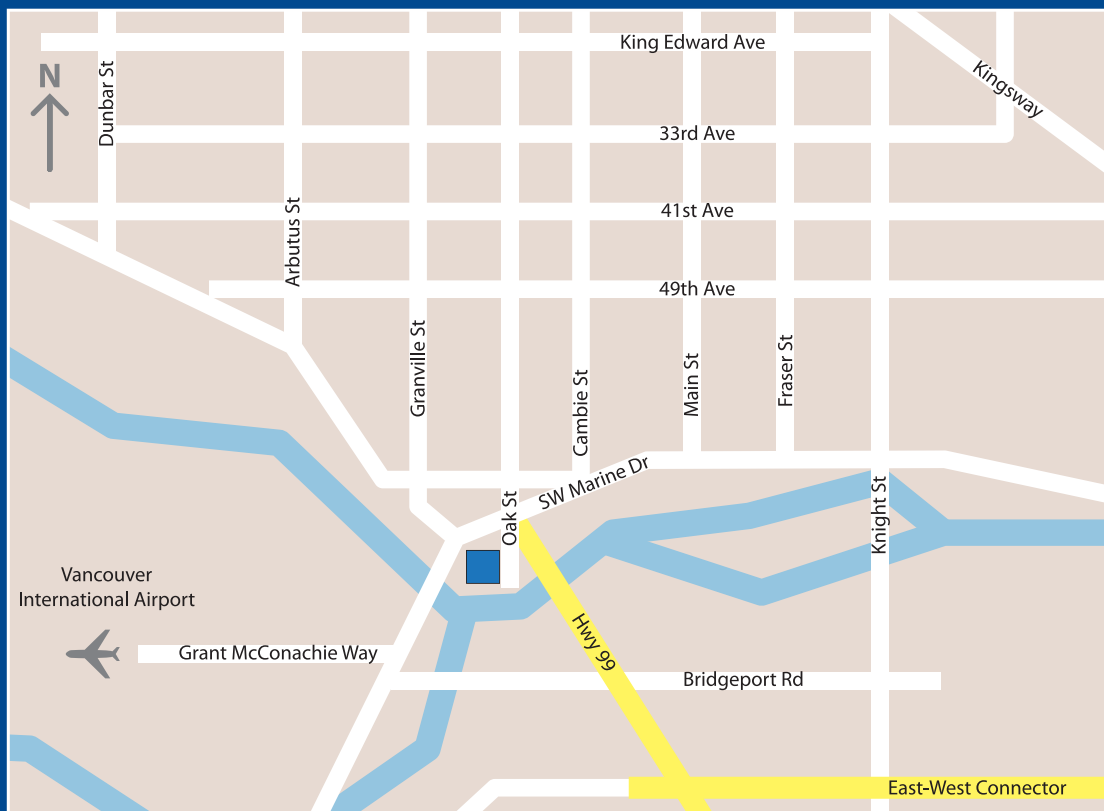 King Edward Ave
N
Dunbar St
Kingsway
33rd Ave
Arbutus St
41st Ave
49th Ave
Granville St
Cambie St
Main St
Fraser St
SW Marine Dr
Oak St
Knight St
Vancouver
International Airport
Grant McConachie Way
Hwy 99
Bridgeport Rd
East-West Connector